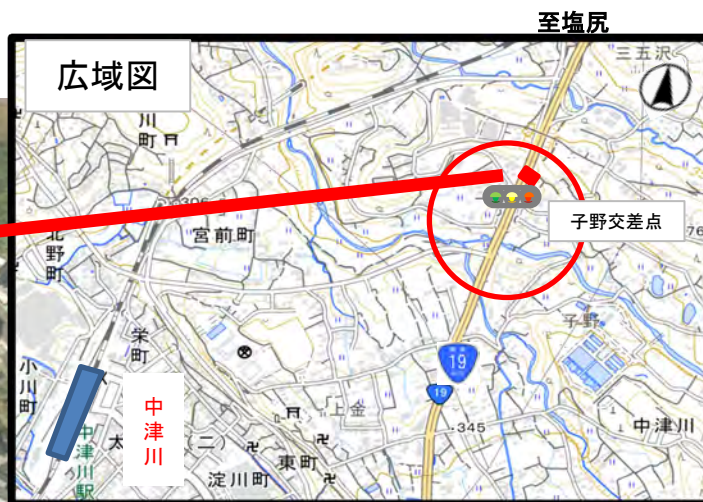 至塩尻
広域図
三五沢
川町
306
子野交差点
76
北野町
宮前町
栄町
子野
19
19
小川町
中津川
上金
345
中津川
太
(二)
東町
中津川駅
淀川町